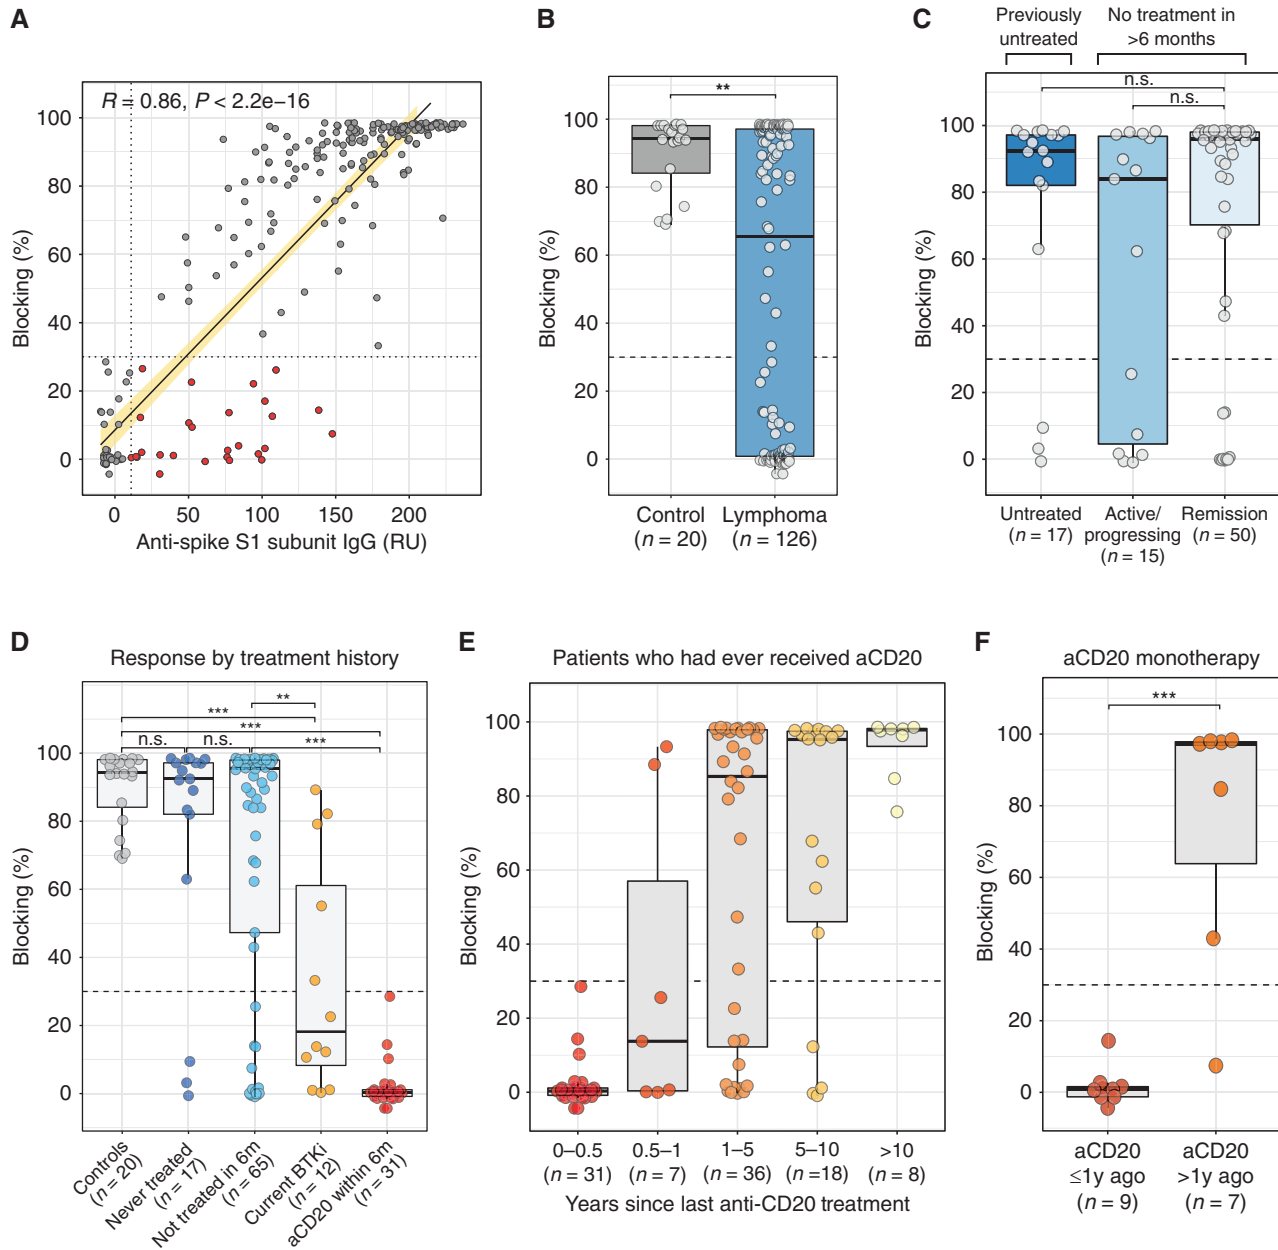 A
R = 0.86, P < 2.2e−16
100
80
60
40
20
0
Blocking (%)
0 50 100 150 200
Anti-spike S1 subunit IgG (RU)
B
**
100
80
60
40
20
0
Blocking (%)
Control Lymphoma
(n = 20) (n = 126)
C
Previously No treatment in
untreated >6 months
n.s.
n.s.
100
80
60
40
20
0
Blocking (%)
Untreated Active/ Remission
(n = 17) progressing (n = 50)
(n = 15)
D
Response by treatment history
**
***
***
n.s. n.s. ***
100
80
60
40
20
0
Blocking (%)
Controls
(n = 20)
Never treated
(n = 17)
Not treated in 6m
(n = 65)
Current BTKi
(n = 12)
aCD20 within 6m
(n = 31)
E
Patients who had ever received aCD20
100
80
60
40
20
0
Blocking (%)
0–0.5 0.5–1 1–5 5–10 >10
(n = 31) (n = 7) (n = 36) (n =18) (n = 8)
Years since last anti-CD20 treatment
F
aCD20 monotherapy
***
100
80
60
40
20
0
Blocking (%)
aCD20 aCD20
≤1y ago >1y ago
(n = 9) (n = 7)